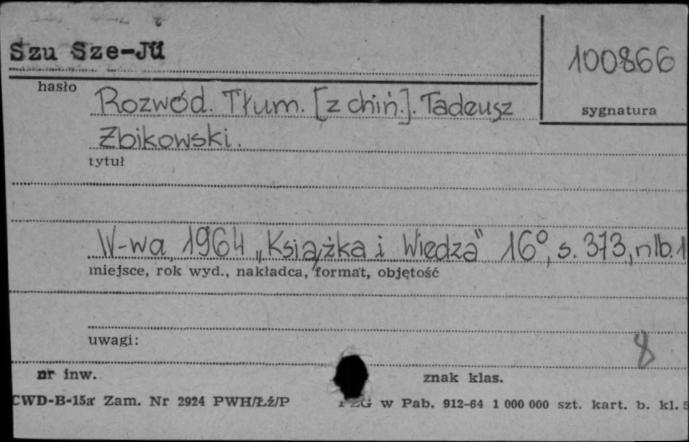 Szu Sze-Jü
100866
hasło
sygnatura
Rozwód. Tłum. [z chiń.]. Tadeusz
Zbikowski.
tytuł
W-wa 1964 „Książka i Wiedza" 16°, s. 373, nlb. 1
miejsce, rok wyd., nakładca, format, objętość
uwagi:
8
nr inw.
znak klas.
CWD-B-15a Zam. Nr 2924 PWH/Łź/P
w Pab. 912-64 1 000 000 szt. kart. b. kl. 5